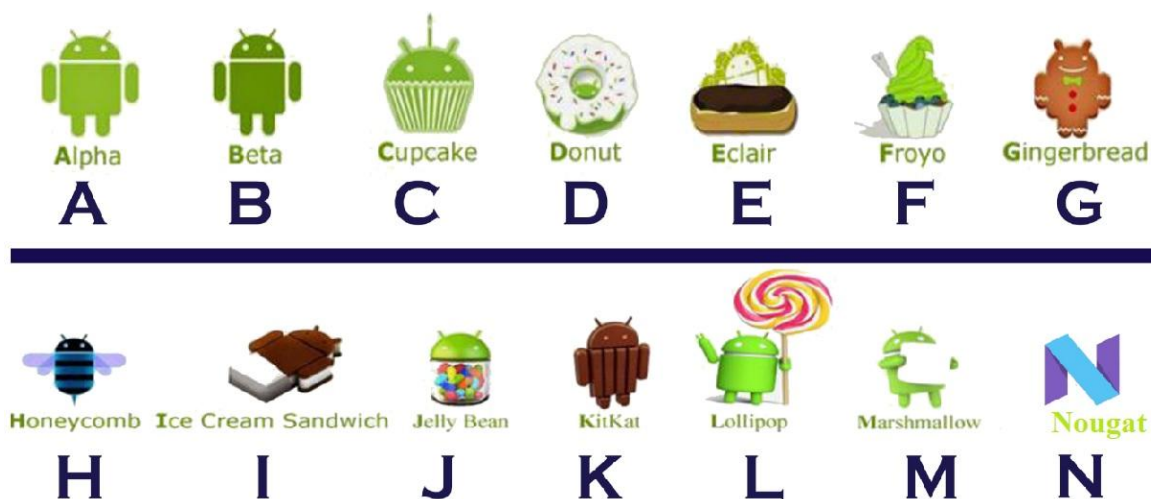 Alpha Beta Cupcake Donut Eclair Froyo Gingerbread
A B C D E F G
Honeycomb Ice Cream Sandwich Jelly Bean KitKat Lollipop Marshmallow Nougat
H I J K L M N